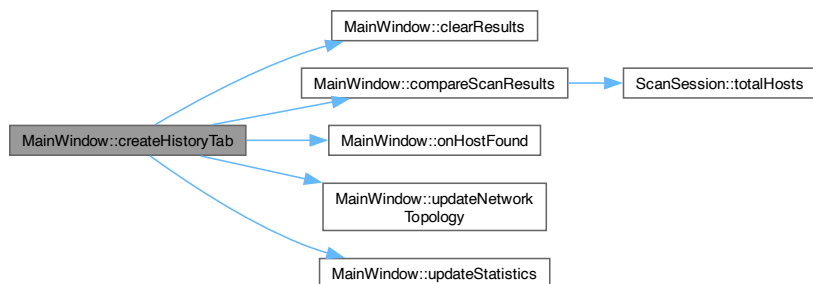 MainWindow::clearResults
MainWindow::compareScanResults
ScanSession::totalHosts
MainWindow::createHistoryTab
MainWindow::onHostFound
MainWindow::updateNetwork
Topology
MainWindow::updateStatistics